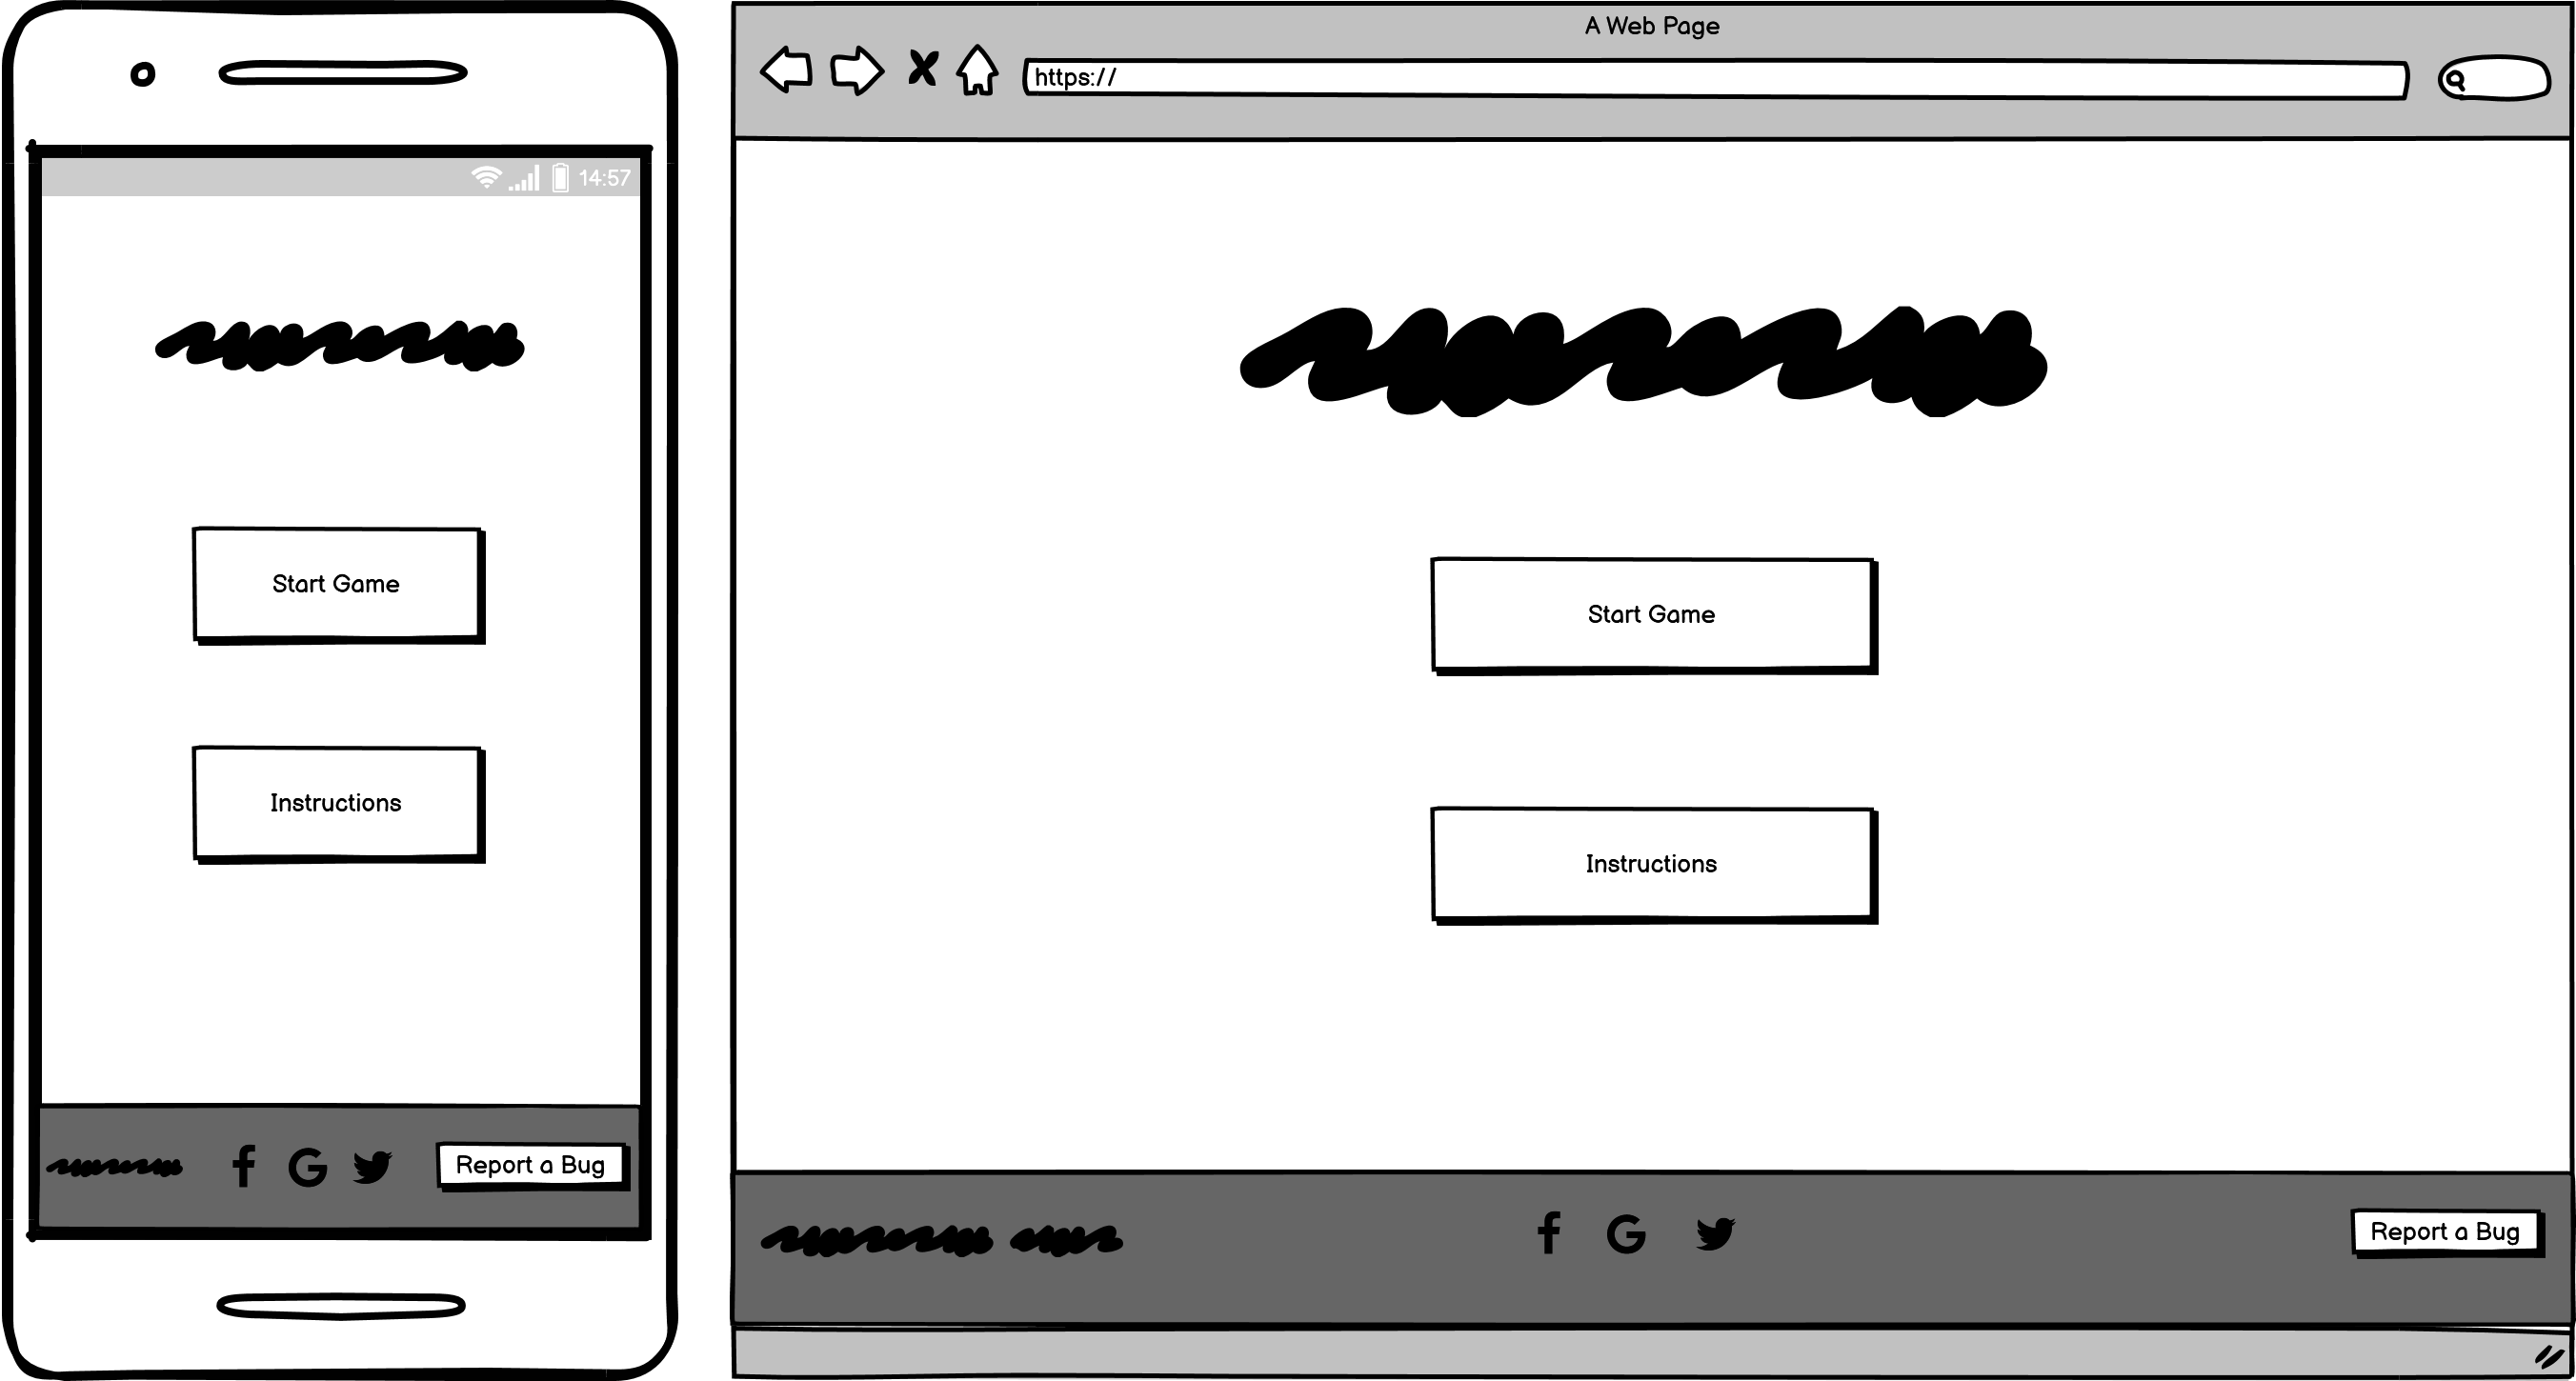 14:57
Start Game
Instructions
Report a Bug
A Web Page
https://
Start Game
Instructions
Report a Bug